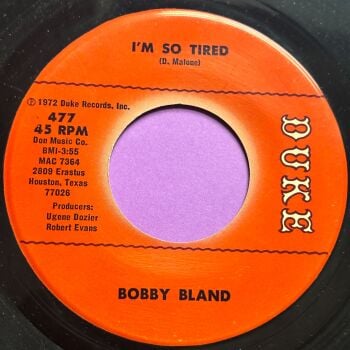 I'M SO TIRED
(D. Malone)
℗ 1972 Duke Records, Inc.
477
45 RPM
Don Music Co.
BMI-3:55
MAC 7364
2809 Erastus
Houston, Texas
77026
Producers:
Ugene Dozier
Robert Evans
DUKE
BOBBY BLAND